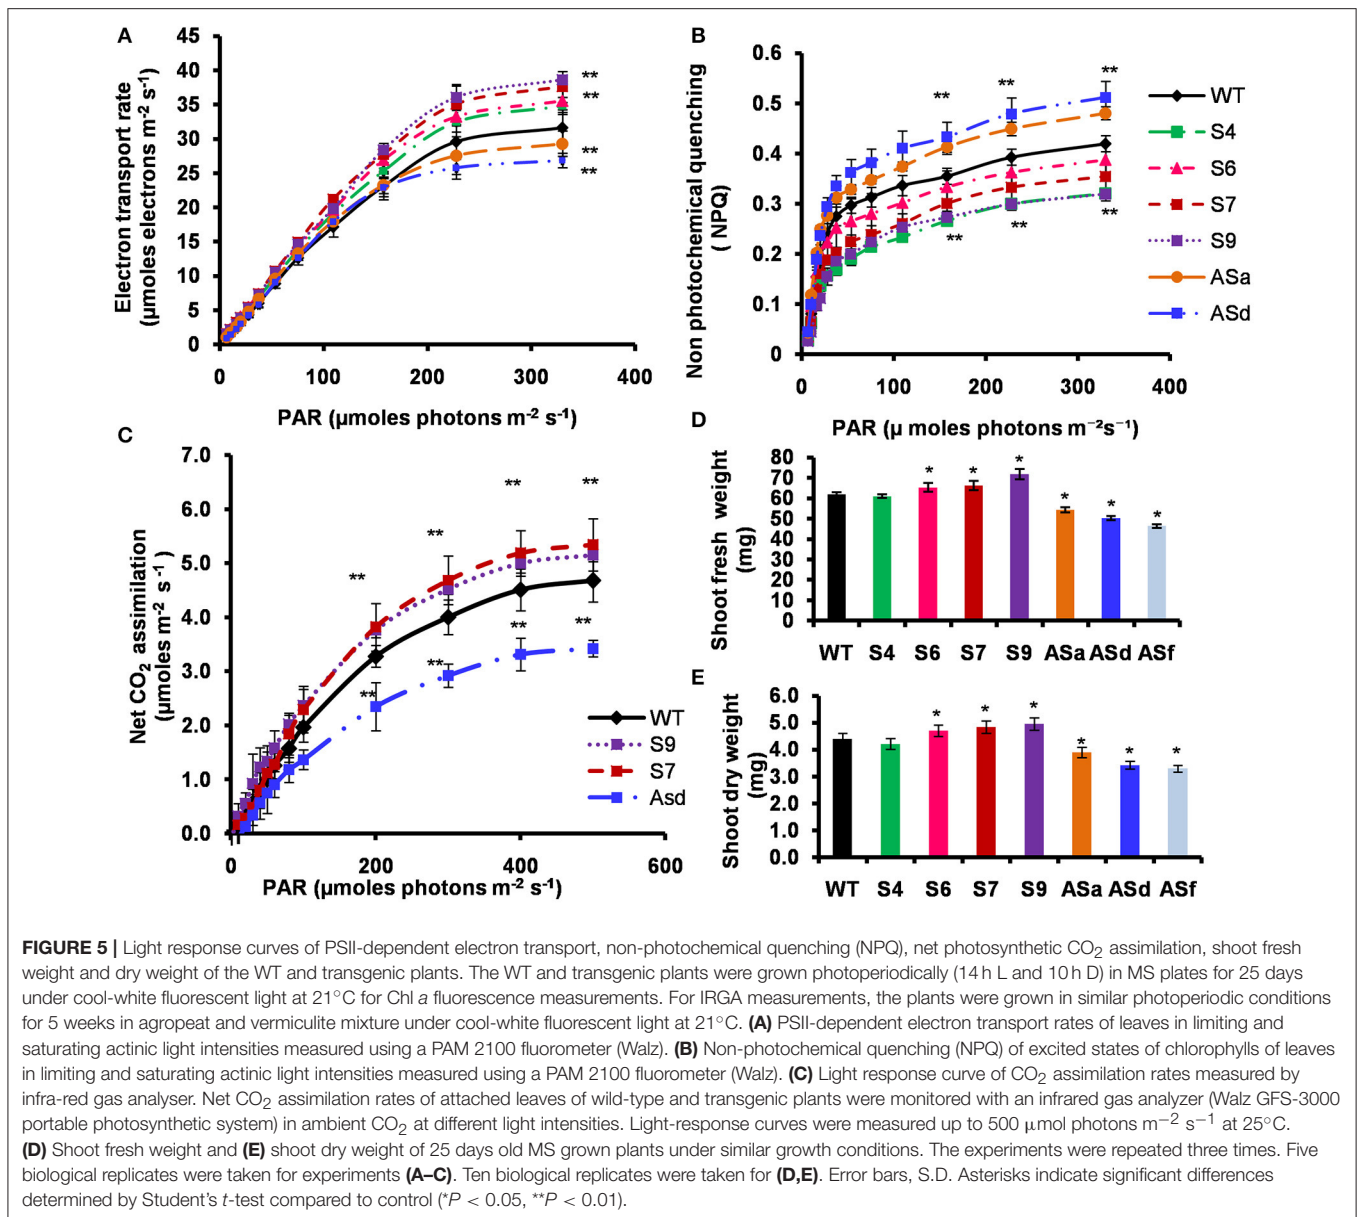 A
Electron transport rate
(µmoles electrons m-2 s-1)
45
40
35
30
25
20
15
10
5
0
** 
**
**
**
0 100 200 300 400
PAR (µmoles photons m-2 s-1)
B
Non photochemical quenching
( NPQ)
0.6
0.5
0.4
0.3
0.2
0.1
0
** ** **
** ** **
0 100 200 300 400
PAR (µ moles photons m⁻²s⁻¹)
WT
S4
S6
S7
S9
ASa
ASd
C
Net CO2 assimilation
(µmoles m-2 s -1)
7.0
6.0
5.0
4.0
3.0
2.0
1.0
0.0
** ** ** **
** ** ** **
0 200 400 600
PAR (µmoles photons m-2 s-1)
WT
S9
S7
Asd
D
Shoot fresh weight
(mg)
80
70
60
50
40
30
20
10
0
* * * * * *
WT S4 S6 S7 S9 ASa ASd ASf
E
Shoot dry weight
(mg)
6.0
5.0
4.0
3.0
2.0
1.0
0.0
* * * * * *
WT S4 S6 S7 S9 ASa ASd ASf
FIGURE 5 | Light response curves of PSII-dependent electron transport, non-photochemical quenching (NPQ), net photosynthetic CO2 assimilation, shoot fresh
weight and dry weight of the WT and transgenic plants. The WT and transgenic plants were grown photoperiodically (14 h L and 10 h D) in MS plates for 25 days
under cool-white fluorescent light at 21°C for Chl a fluorescence measurements. For IRGA measurements, the plants were grown in similar photoperiodic conditions
for 5 weeks in agropeat and vermiculite mixture under cool-white fluorescent light at 21°C. (A) PSII-dependent electron transport rates of leaves in limiting and
saturating actinic light intensities measured using a PAM 2100 fluorometer (Walz). (B) Non-photochemical quenching (NPQ) of excited states of chlorophylls of leaves
in limiting and saturating actinic light intensities measured using a PAM 2100 fluorometer (Walz). (C) Light response curve of CO2 assimilation rates measured by
infra-red gas analyser. Net CO2 assimilation rates of attached leaves of wild-type and transgenic plants were monitored with an infrared gas analyzer (Walz GFS-3000
portable photosynthetic system) in ambient CO2 at different light intensities. Light-response curves were measured up to 500 µmol photons m−2 s−1 at 25°C.
(D) Shoot fresh weight and (E) shoot dry weight of 25 days old MS grown plants under similar growth conditions. The experiments were repeated three times. Five
biological replicates were taken for experiments (A–C). Ten biological replicates were taken for (D,E). Error bars, S.D. Asterisks indicate significant differences
determined by Student's t-test compared to control (*P < 0.05, **P < 0.01).